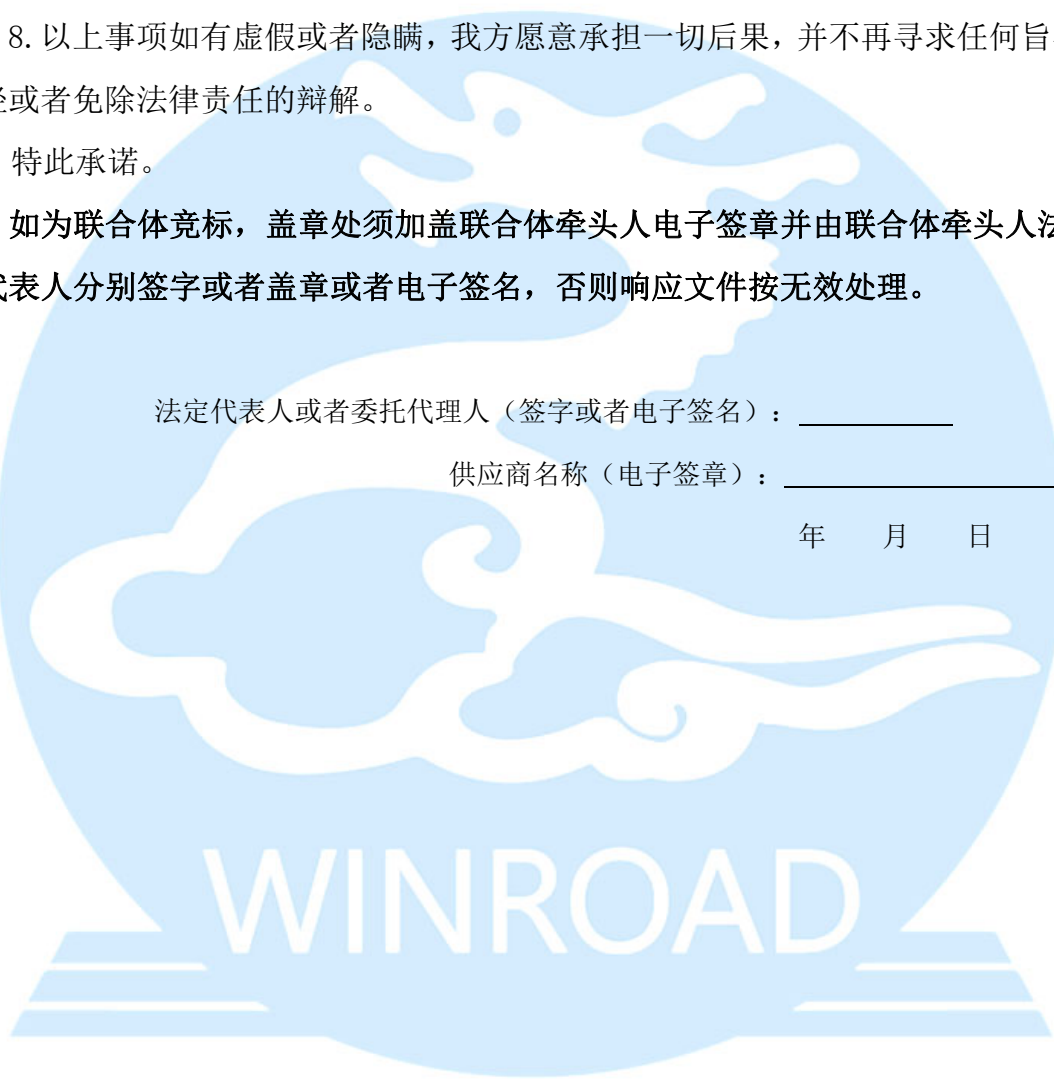 8.以上事项如有虚假或者隐瞒，我方愿意承担一切后果，并不再寻求任何旨
或者免除法律责任的辩解。
特此承诺。
如为联合体竞标，盖章处须加盖联合体牵头人电子签章并由联合体牵头人法
代表人分别签字或者盖章或者电子签名，否则响应文件按无效处理。
法定代表人或者委托代理人（签字或者电子签名）：
供应商名称（电子签章）：
年 月 日
WINROAD